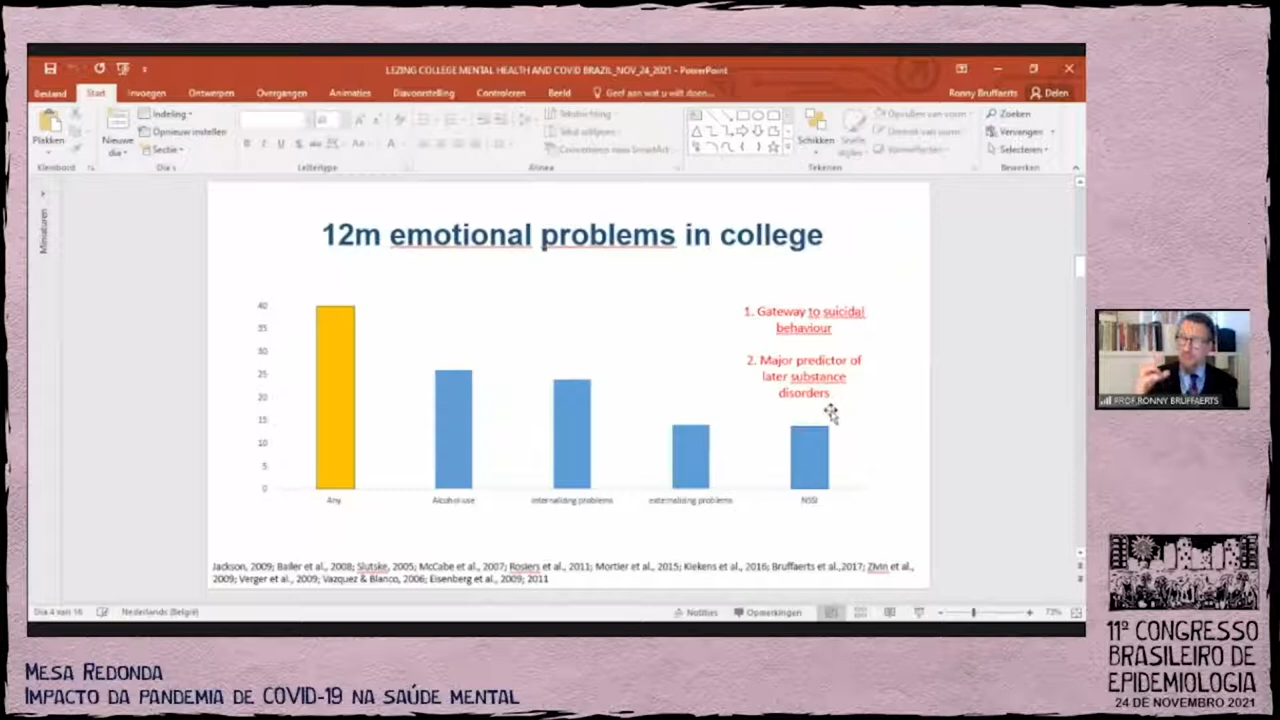 LEZING COLLEGE MENTAL HEALTH AND COVID BRAZIL_NOV_24_2021 - PowerPoint
Bestand Start Invoegen Ontwerpen Overgangen Animaties Diavoorstelling Controleren Beeld Geef aan wat u wilt doen... Ronny Bruffaerts Delen
Plakken
Nieuwe
dia
Indeling
Opnieuw instellen
Sectie
Schikken
Zoeken
Vervangen
Selecteren
Klembord
Lettertype
Alinea
Tekenen
Bewerken
Miniaturen
12m emotional problems in college
40
35
30
25
20
15
10
5
0
Any
Alcohol use
internalising problems
externalising problems
NSSI
1. Gateway to suicidal
behaviour
2. Major predictor of
later substance
disorders
Jackson, 2009; Bailer et al., 2008; Slutske, 2005; McCabe et al., 2007; Rosiers et al., 2011; Mortier et al., 2015; Kiekens et al., 2016; Bruffaerts et al.,2017; Zivin et al.,
2009; Verger et al., 2009; Vazquez & Blanco, 2006; Eisenberg et al., 2009; 2011
Dia 4 van 16 Nederlands (België) Notities Opmerkingen 73%
PROF.RONNY BRUFFAERTS
11º CONGRESSO
BRASILEIRO DE
EPIDEMIOLOGIA
24 DE NOVEMBRO 2021
MESA REDONDA
IMPACTO DA PANDEMIA DE COVID-19 NA SAÚDE MENTAL